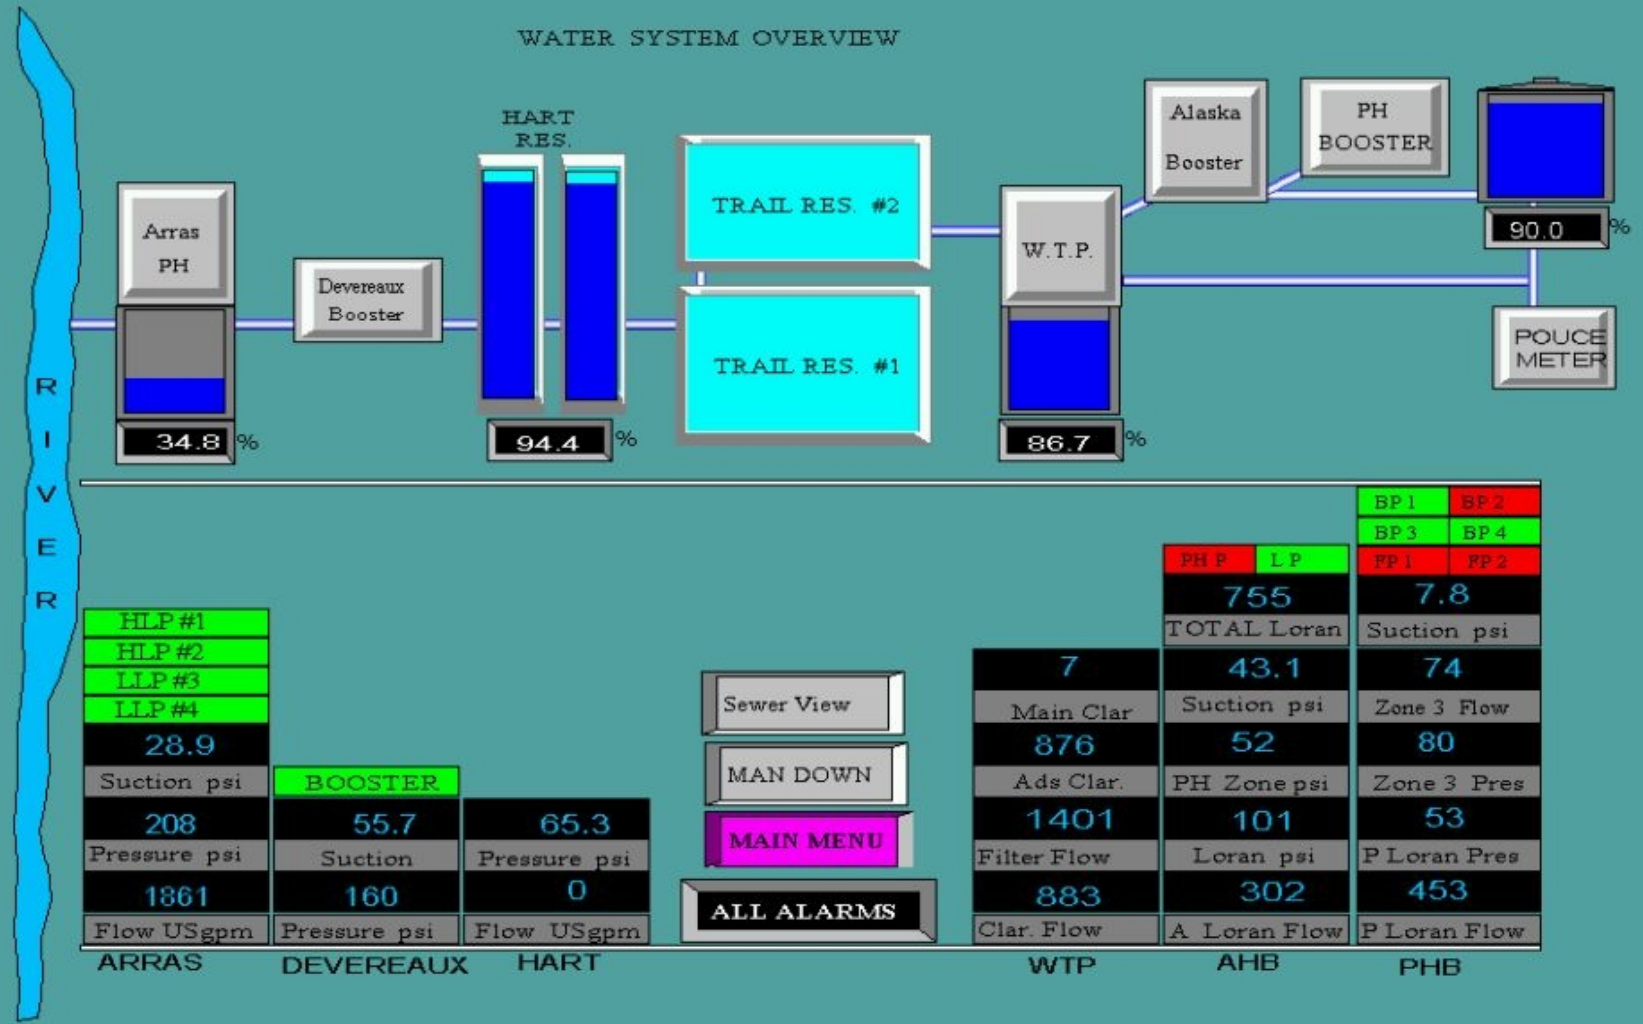 WATER SYSTEM OVERVIEW
HART
RES.
Arras
PH
34.8 %
Devereaux
Booster
94.4 %
TRAIL RES. #2
TRAIL RES. #1
W.T.P.
86.7 %
Alaska
Booster
PH
BOOSTER
90.0 %
POUCE
METER
RIVER
HLP #1
HLP #2
LLP #3
LLP #4
28.9
Suction psi
208
Pressure psi
1861
Flow USgpm
ARRAS
BOOSTER
55.7
Suction
160
Pressure psi
DEVEREAUX
65.3
Pressure psi
0
Flow USgpm
HART
Sewer View
MAN DOWN
MAIN MENU
ALL ALARMS
7
Main Clar
876
Ads Clar.
1401
Filter Flow
883
Clar. Flow
WTP
PH P L P
755
TOTAL Loran
43.1
Suction psi
52
PH Zone psi
101
Loran psi
302
A Loran Flow
AHB
BP 1 BP 2
BP 3 BP 4
FP 1 FP 2
7.8
Suction psi
74
Zone 3 Flow
80
Zone 3 Pres
53
P Loran Pres
453
P Loran Flow
PHB